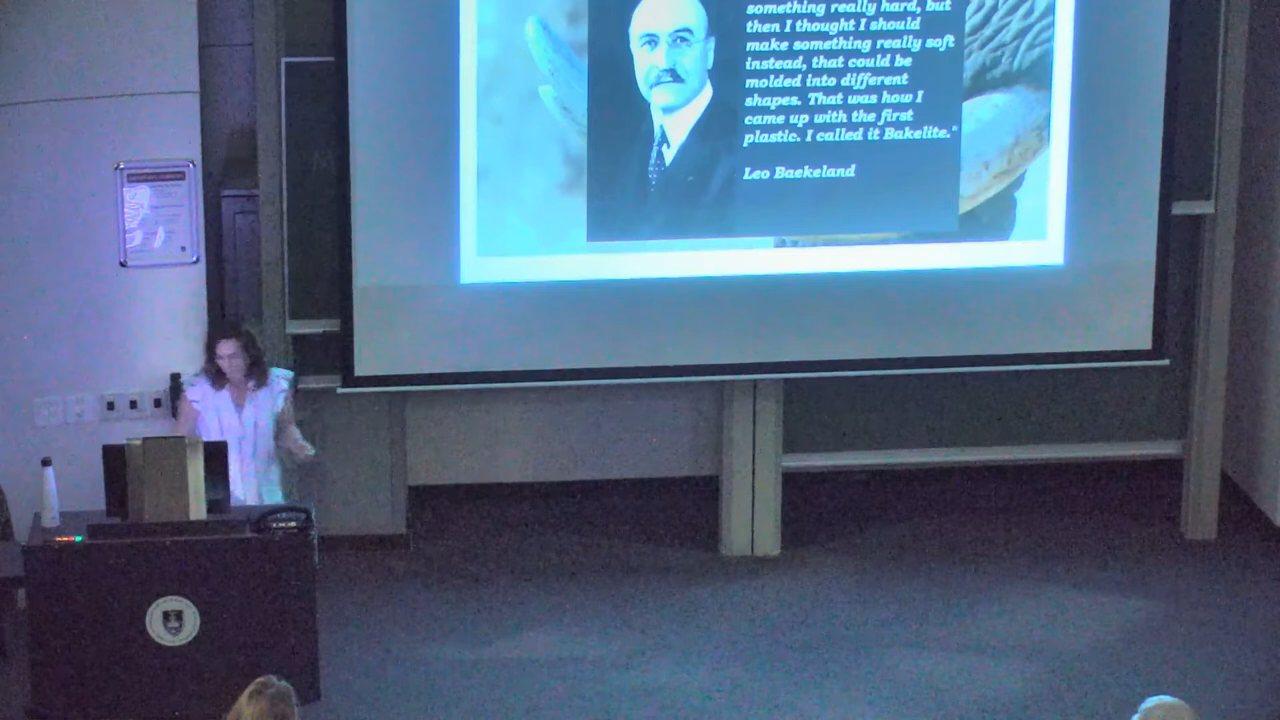 something really hard, but
then I thought I should
make something really soft
instead, that could be
molded into different
shapes. That was how I
came up with the first
plastic. I called it Bakelite."
Leo Baekeland